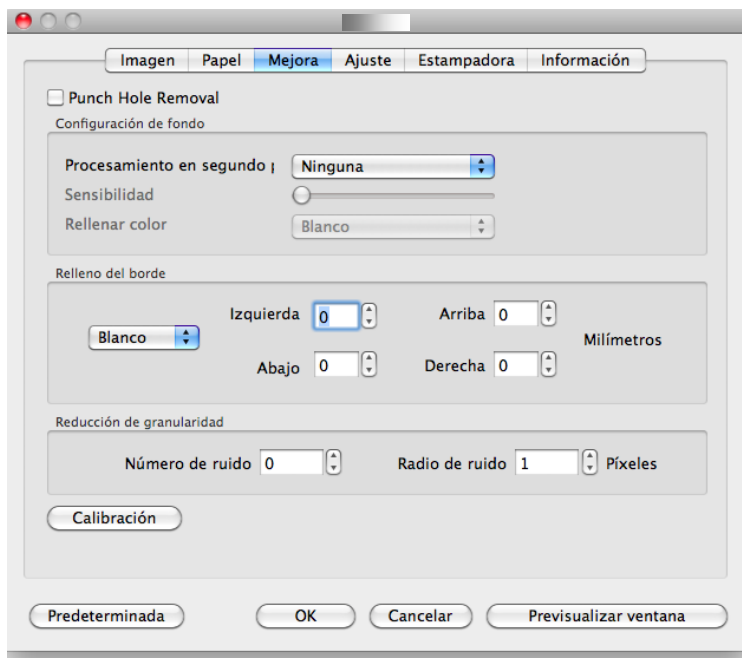 Imagen Papel Mejora Ajuste Estampadora Información
Punch Hole Removal
Configuración de fondo
Procesamiento en segundo p Ninguna
Sensibilidad
Rellenar color Blanco
Relleno del borde
Blanco Izquierda 0 Arriba 0 Milímetros
Abajo 0 Derecha 0
Reducción de granularidad
Número de ruido 0 Radio de ruido 1 Píxeles
Calibración
Predeterminada OK Cancelar Previsualizar ventana